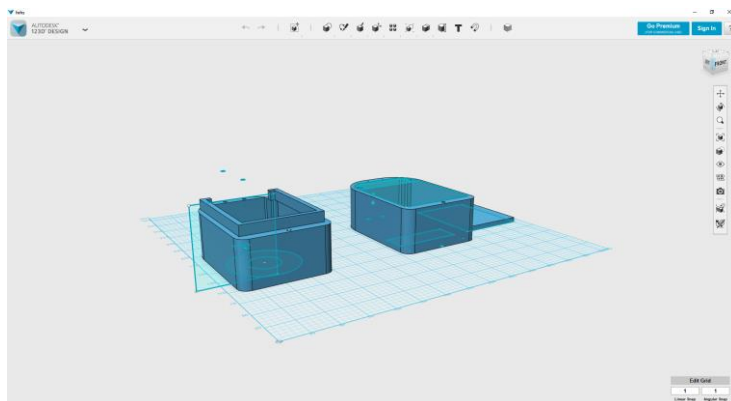 AUTODESK®
123D® DESIGN
T
Go Premium
Sign In
Edit Grid
1
1
Linear Snap
Angular Snap